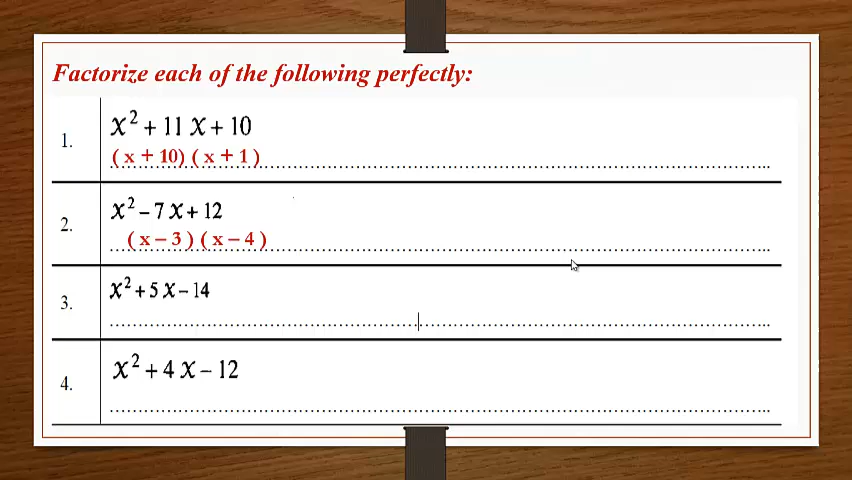 Factorize each of the following perfectly:
1. x² + 11 x + 10
( x + 10) ( x + 1 )
2. x² – 7 x + 12
( x – 3 ) ( x – 4 )
3. x² + 5 x – 14
4. x² + 4 x – 12